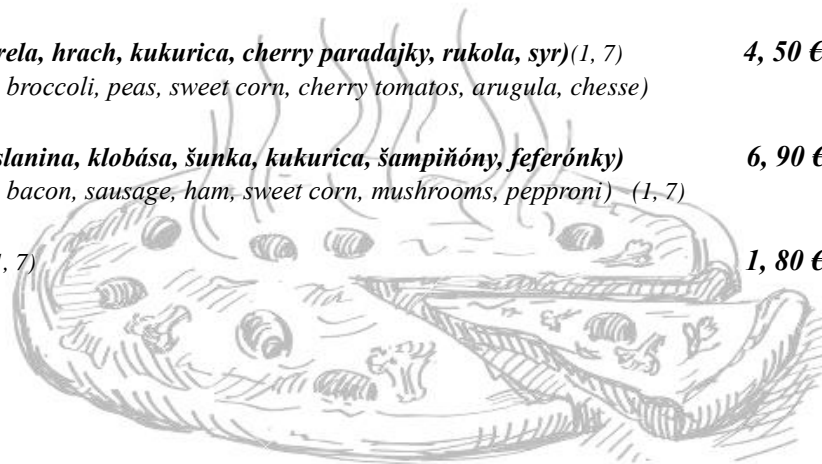 rela, hrach, kukurica, cherry paradajky, rukola, syr)(1, 7) 4, 50 €
broccoli, peas, sweet corn, cherry tomatos, arugula, chesse)
slanina, klobása, šunka, kukurica, šampiňóny, feferónky) 6, 90 €
bacon, sausage, ham, sweet corn, mushrooms, pepproni) (1, 7)
, 7) 1, 80 €